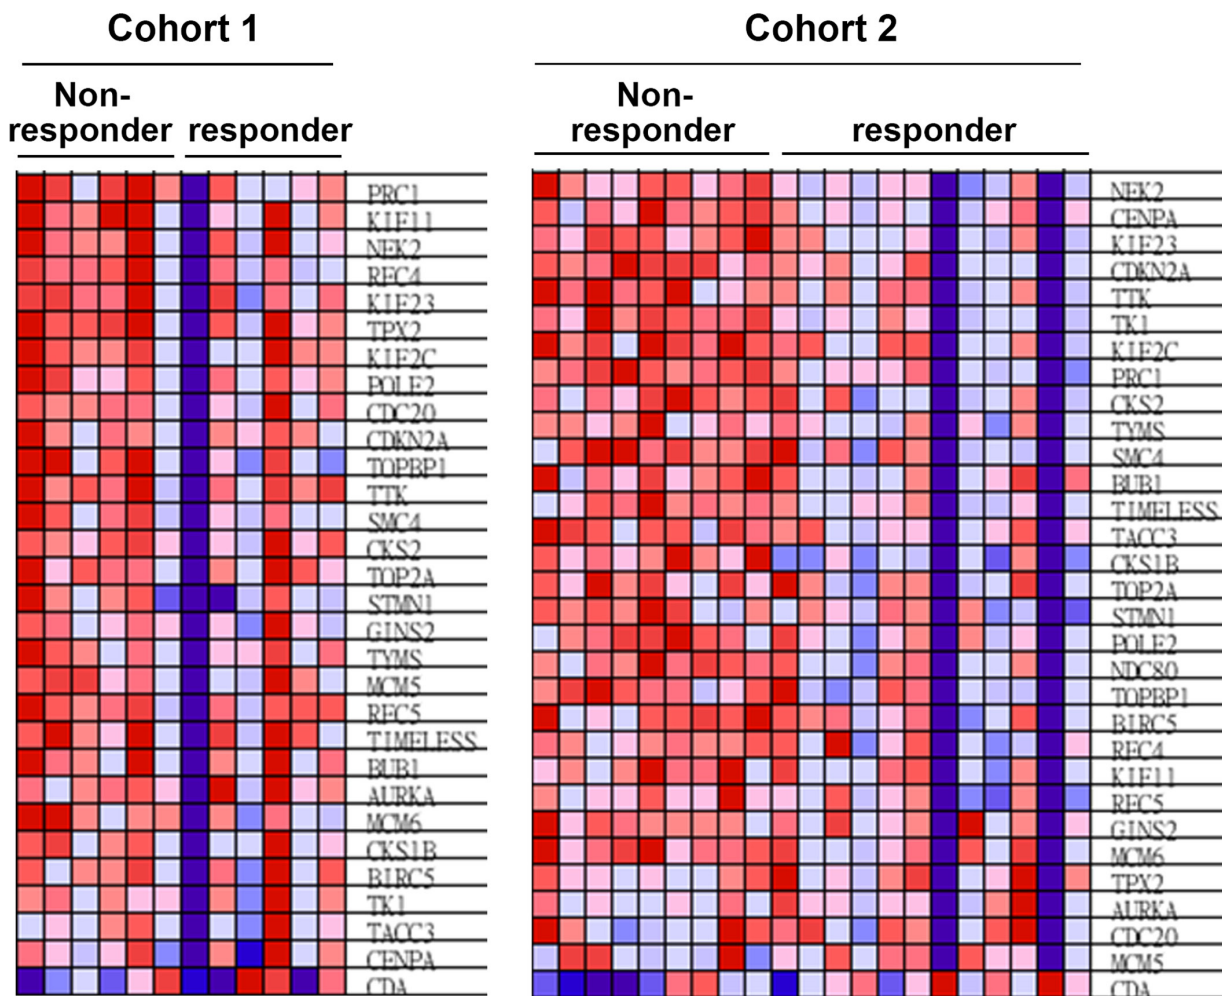 Cohort 1
Cohort 2
Non-
responder
responder
Non-
responder
responder
PRC1
KIF11
NEK2
RFC4
KIF23
TPX2
KIF2C
POLE2
CDC20
CDKN2A
TOPBP1
TTK
SMC4
CKS2
TOP2A
STMN1
GINS2
TYMS
MCM5
RFC5
TIMELESS
BUB1
AURKA
MCM6
CKS1B
BIRC5
TK1
TACC3
CENPA
CDA
NEK2
CENPA
KIF23
CDKN2A
TTK
TK1
KIF2C
PRC1
CKS2
TYMS
SMC4
BUB1
TIMELESS
TACC3
CKS1B
TOP2A
STMN1
POLE2
NDC80
TOPBP1
BIRC5
RFC4
KIF11
RFC5
GINS2
MCM6
TPX2
AURKA
CDC20
MCM5
CDA